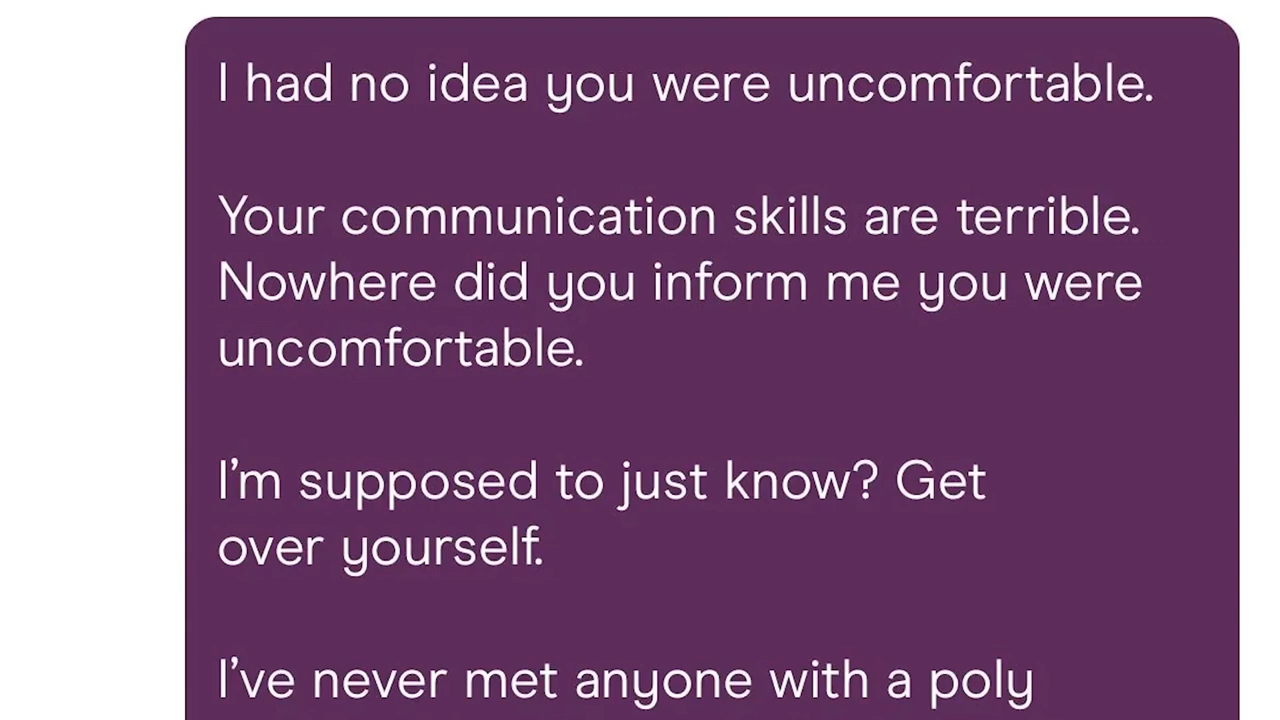 I had no idea you were uncomfortable.
Your communication skills are terrible.
Nowhere did you inform me you were
uncomfortable.
I’m supposed to just know? Get
over yourself.
I’ve never met anyone with a poly